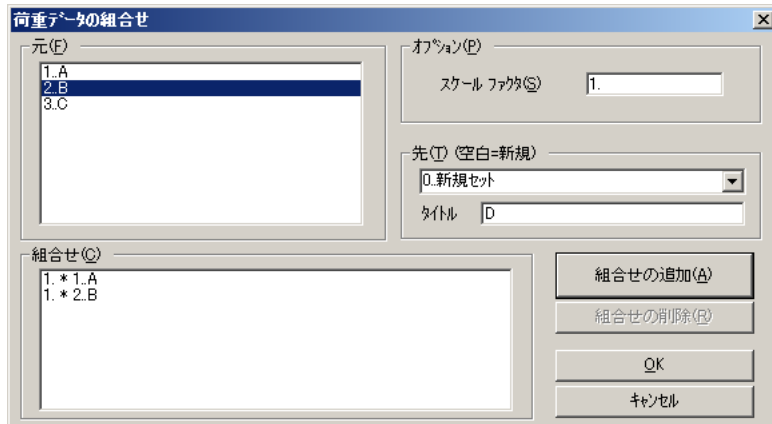 荷重ﾃﾞｰﾀの組合せ
元(F)
1..A
2..B
3..C
ｵﾌﾟｼｮﾝ(P)
ｽｹｰﾙ ﾌｧｸﾀ(S)
1.
先(T) (空白=新規)
0..新規ｾｯﾄ
ﾀｲﾄﾙ
D
組合せ(C)
1. * 1..A
1. * 2..B
組合せの追加(A)
組合せの削除(R)
OK
ｷｬﾝｾﾙ